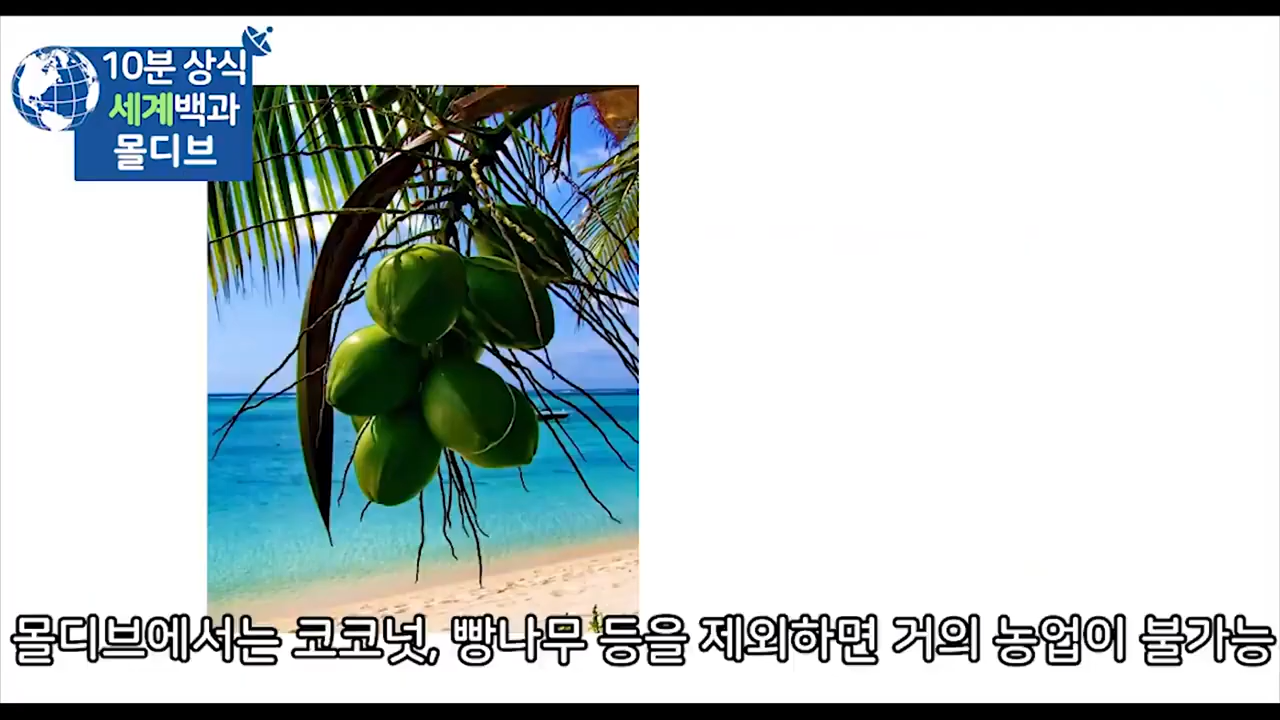 10분 상식
세계백과
몰디브
몰디브에서는 코코넛, 빵나무 등을 제외하면 거의 농업이 불가능